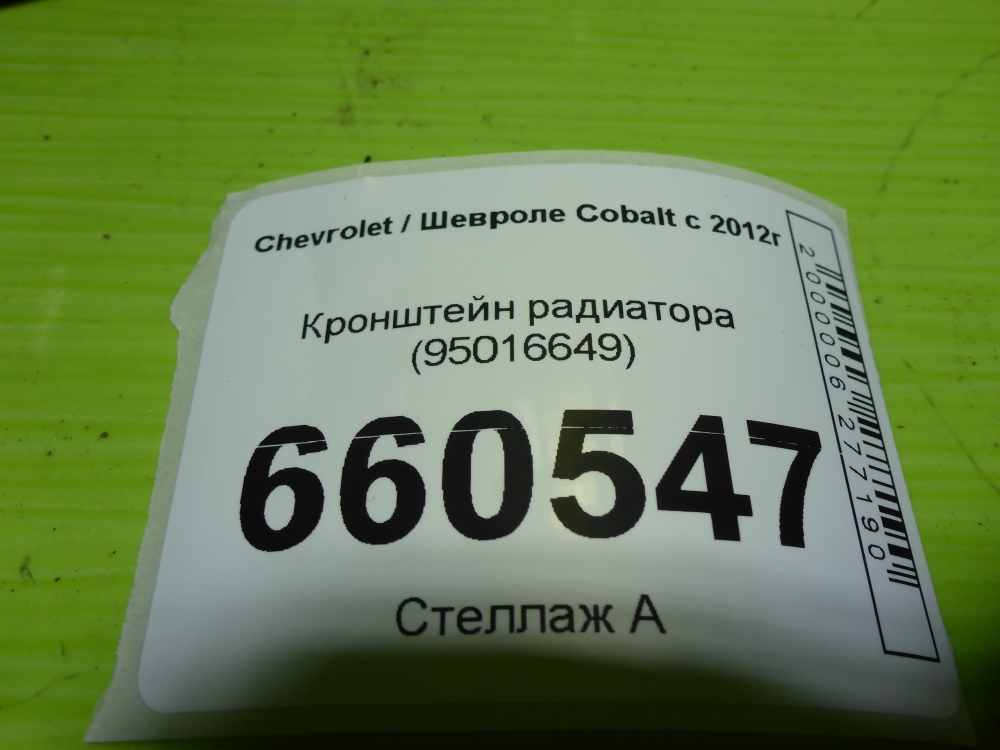 Chevrolet / Шевроле Cobalt с 2012г
Кронштейн радиатора
(95016649)
660547
Стеллаж А
2000006277190